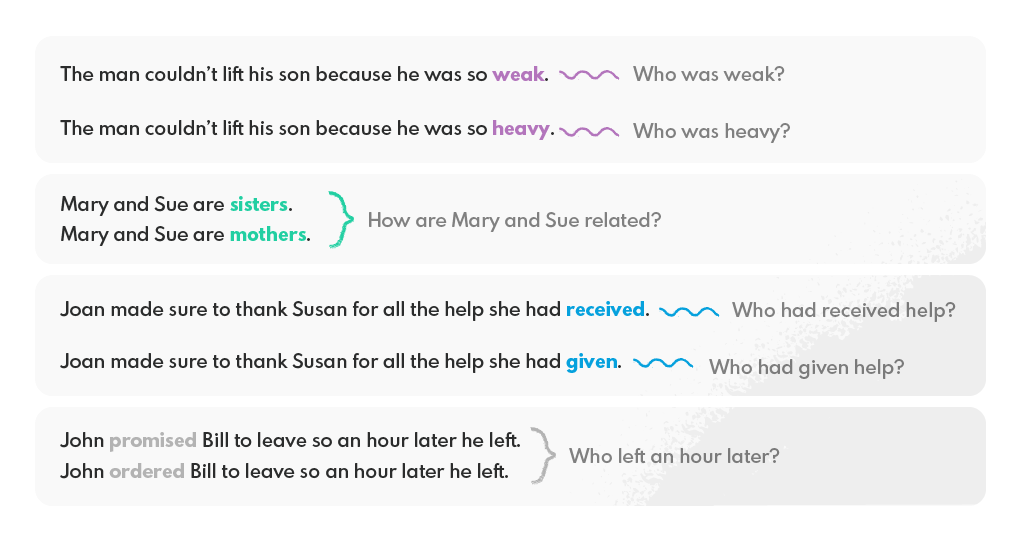 The man couldn't lift his son because he was so weak. Who was weak?
The man couldn't lift his son because he was so heavy. Who was heavy?
Mary and Sue are sisters.
Mary and Sue are mothers.
How are Mary and Sue related?
Joan made sure to thank Susan for all the help she had received. Who had received help?
Joan made sure to thank Susan for all the help she had given. Who had given help?
John promised Bill to leave so an hour later he left.
John ordered Bill to leave so an hour later he left.
Who left an hour later?